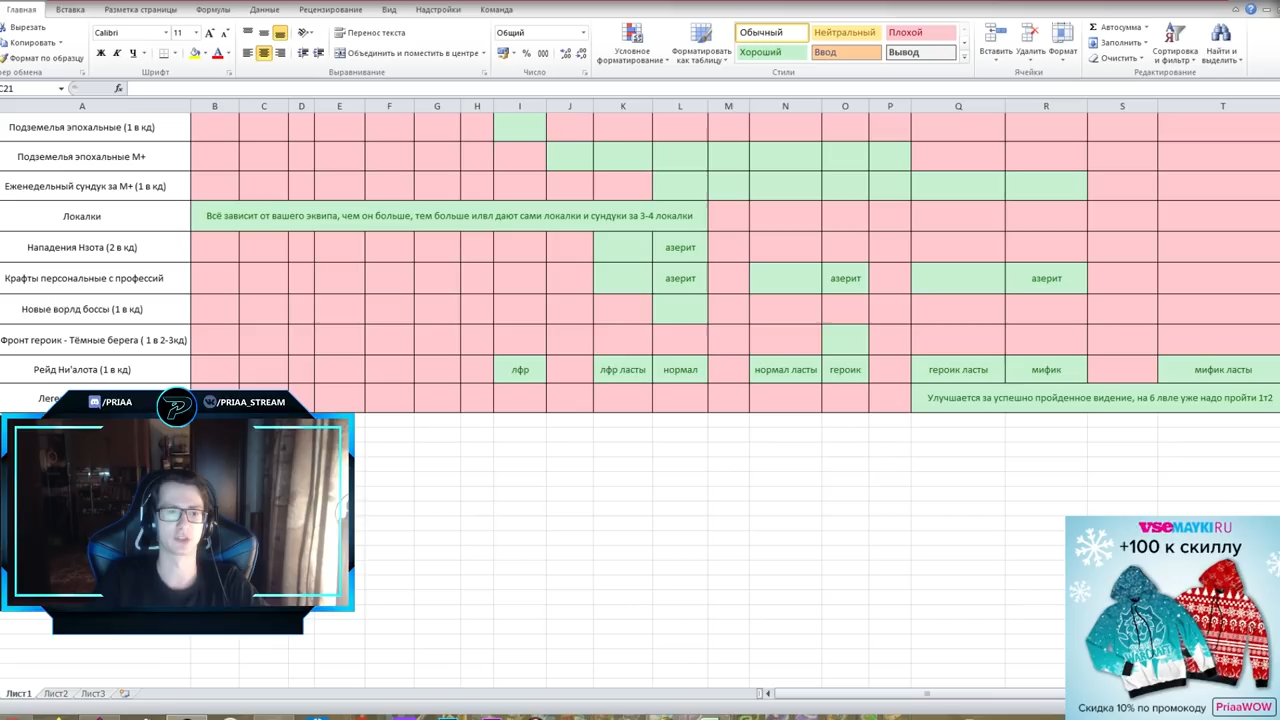 Главная Вставка Разметка страницы Формулы Данные Рецензирование Вид Надстройки Команда
Вырезать
Копировать
Формат по образцу
Calibri 11
Ж К Ч
Перенос текста
Объединить и поместить в центре
Общий
% 000
Условное форматирование
Форматировать как таблицу
Обычный Нейтральный Плохой
Хороший Ввод Вывод
Вставить Удалить Формат
Автосумма
Заполнить
Очистить
Сортировка и фильтр
Найти и выделить
Шрифт Выравнивание Число Стили Ячейки Редактирование
C21 fx
A B C D E F G H I J K L M N O P Q R S T
Подземелья эпохальные (1 в кд)
Подземелья эпохальные М+
Еженедельный сундук за М+ (1 в кд)
Локалки Всё зависит от вашего эквипа, чем он больше, тем больше илвл дают сами локалки и сундуки за 3-4 локалки
Нападения Нзота (2 в кд) азерит
Крафты персональные с профессий азерит азерит азерит
Новые ворлд боссы (1 в кд)
Фронт героик - Тёмные берега ( 1 в 2-3кд)
Рейд Ни'алота (1 в кд) лфр лфр ласты нормал нормал ласты героик героик ласты мифик мифик ласты
Улучшается за успешно пройденное видение, на 6 лвле уже надо пройти 1т2
/PRIAA /PRIAA_STREAM
VSEMAYKI.RU
+100 к скиллу
WARCRAFT
Скидка 10% по промокоду PriaaWOW
Лист1 Лист2 Лист3